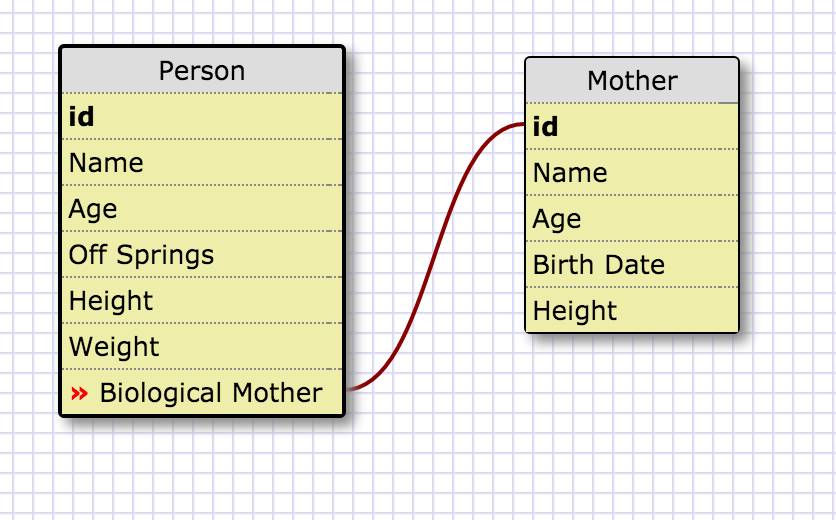 Person
id
Name
Age
Off Springs
Height
Weight
» Biological Mother
Mother
id
Name
Age
Birth Date
Height